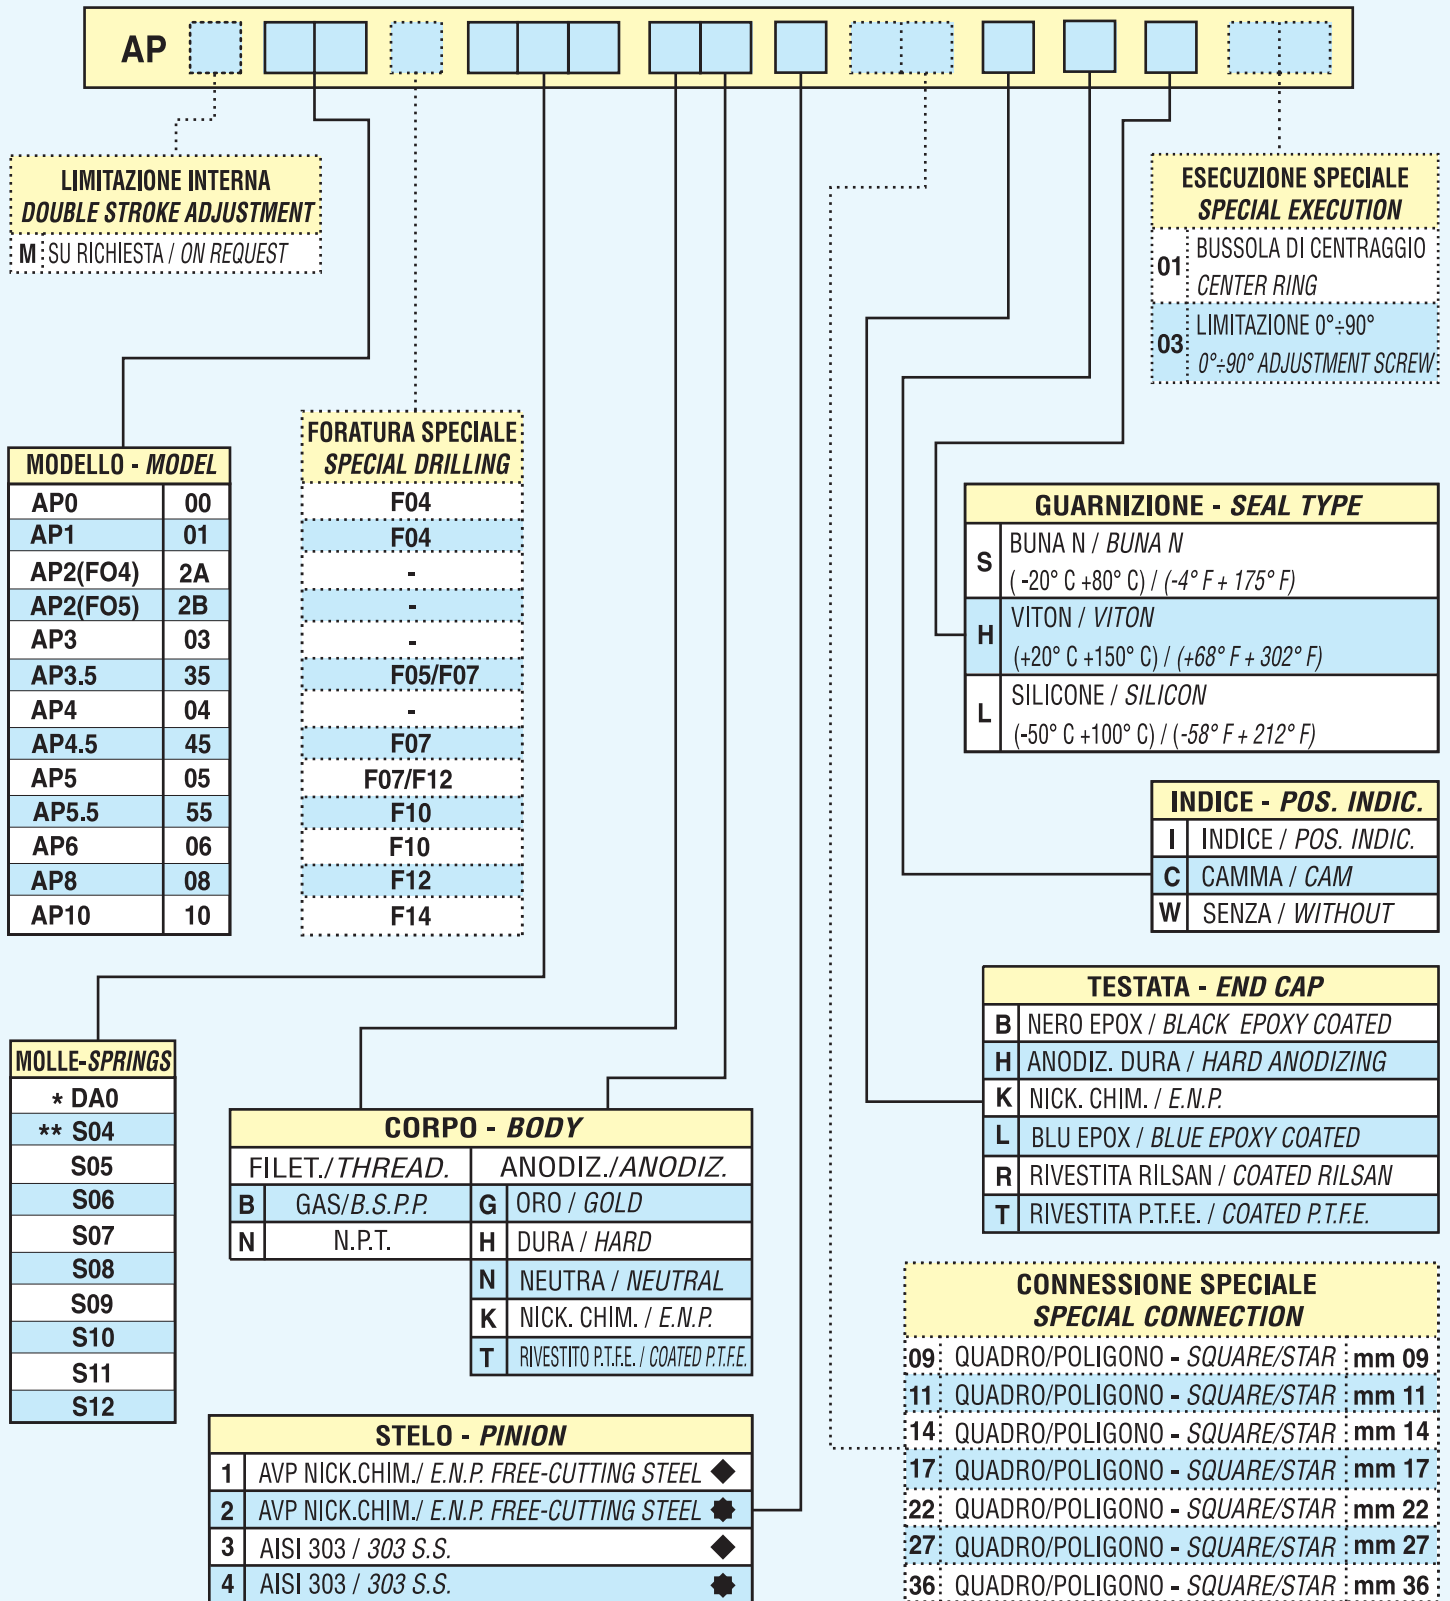 AP
LIMITAZIONE INTERNA
DOUBLE STROKE ADJUSTMENT
M SU RICHIESTA / ON REQUEST
ESECUZIONE SPECIALE
SPECIAL EXECUTION
01 BUSSOLA DI CENTRAGGIO
CENTER RING
03 LIMITAZIONE 0°÷90°
0°÷90° ADJUSTMENT SCREW
MODELLO - MODEL
AP0 00
AP1 01
AP2(FO4) 2A
AP2(FO5) 2B
AP3 03
AP3.5 35
AP4 04
AP4.5 45
AP5 05
AP5.5 55
AP6 06
AP8 08
AP10 10
FORATURA SPECIALE
SPECIAL DRILLING
F04
F04
-
-
-
F05/F07
-
F07
F07/F12
F10
F10
F12
F14
GUARNIZIONE - SEAL TYPE
S BUNA N / BUNA N
( -20° C +80° C) / (-4° F + 175° F)
H VITON / VITON
(+20° C +150° C) / (+68° F + 302° F)
L SILICONE / SILICON
(-50° C +100° C) / (-58° F + 212° F)
INDICE - POS. INDIC.
I INDICE / POS. INDIC.
C CAMMA / CAM
W SENZA / WITHOUT
TESTATA - END CAP
B NERO EPOX / BLACK EPOXY COATED
H ANODIZ. DURA / HARD ANODIZING
K NICK. CHIM. / E.N.P.
L BLU EPOX / BLUE EPOXY COATED
R RIVESTITA RILSAN / COATED RILSAN
T RIVESTITA P.T.F.E. / COATED P.T.F.E.
MOLLE-SPRINGS
* DA0
** S04
S05
S06
S07
S08
S09
S10
S11
S12
CORPO - BODY
FILET./THREAD. ANODIZ./ANODIZ.
B GAS/B.S.P.P. G ORO / GOLD
N N.P.T. H DURA / HARD
N NEUTRA / NEUTRAL
K NICK. CHIM. / E.N.P.
T RIVESTITO P.T.F.E. / COATED P.T.F.E.
STELO - PINION
1 AVP NICK.CHIM./ E.N.P. FREE-CUTTING STEEL
2 AVP NICK.CHIM./ E.N.P. FREE-CUTTING STEEL
3 AISI 303 / 303 S.S.
4 AISI 303 / 303 S.S.
CONNESSIONE SPECIALE
SPECIAL CONNECTION
09 QUADRO/POLIGONO - SQUARE/STAR mm 09
11 QUADRO/POLIGONO - SQUARE/STAR mm 11
14 QUADRO/POLIGONO - SQUARE/STAR mm 14
17 QUADRO/POLIGONO - SQUARE/STAR mm 17
22 QUADRO/POLIGONO - SQUARE/STAR mm 22
27 QUADRO/POLIGONO - SQUARE/STAR mm 27
36 QUADRO/POLIGONO - SQUARE/STAR mm 36